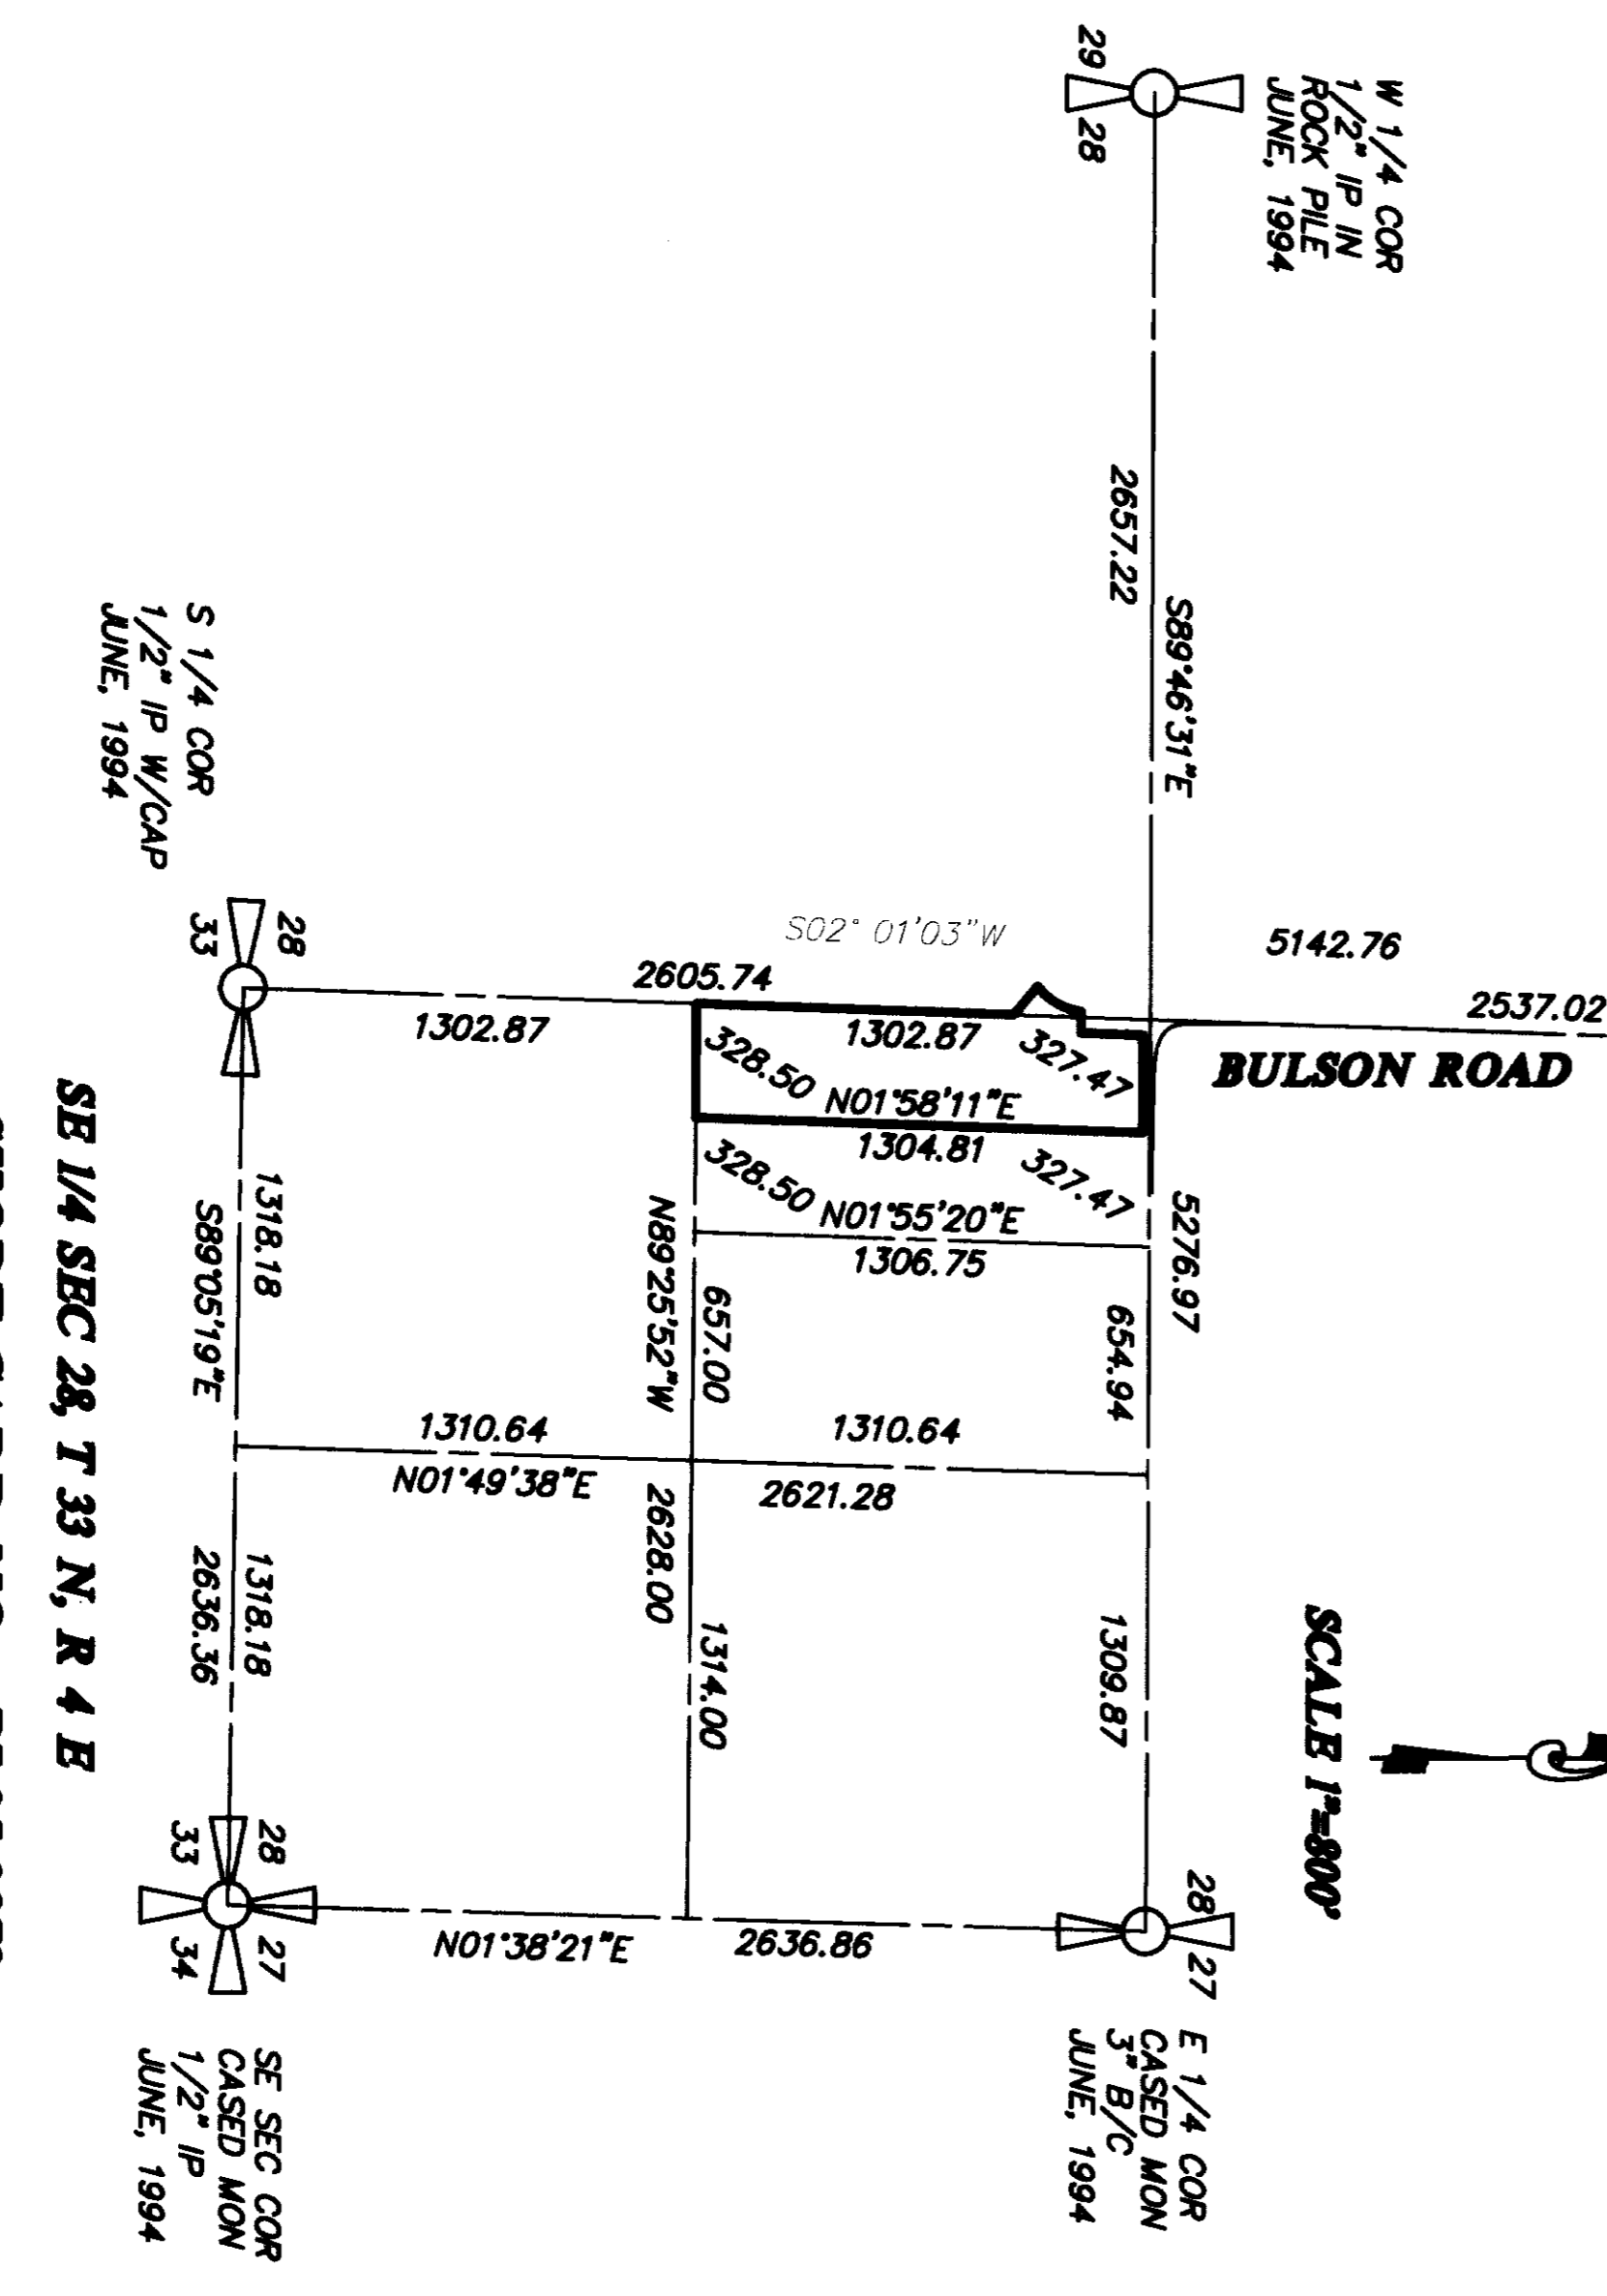 W 1/4 COR
1/2" IP IN
ROCK PILE
JUNE, 1994
29
28
2657.22
S89°46'31"E
5142.76
2537.02
BULSON ROAD
S02° 01'03"W
2605.74
1302.87
1302.87
328.50
327.47
N01°58'11"E
1304.81
328.50
327.47
N01°55'20"E
1306.75
5276.97
654.94
657.00
N89°25'52"W
S 1/4 COR
1/2" IP W/CAP
JUNE, 1994
28
33
1318.18
S89°05'19"E
1310.64
1310.64
N01°49'38"E
2621.28
2628.00
1314.00
1309.87
1318.18
2636.36
SE 1/4 SEC 28, T 33 N, R 4 E
SCALE 1"=800'
28
33
27
34
N01°38'21"E
2636.86
28
27
E 1/4 COR
CASED MON
3" B/C
JUNE, 1994
SE SEC COR
CASED MON
1/2" IP
JUNE, 1994